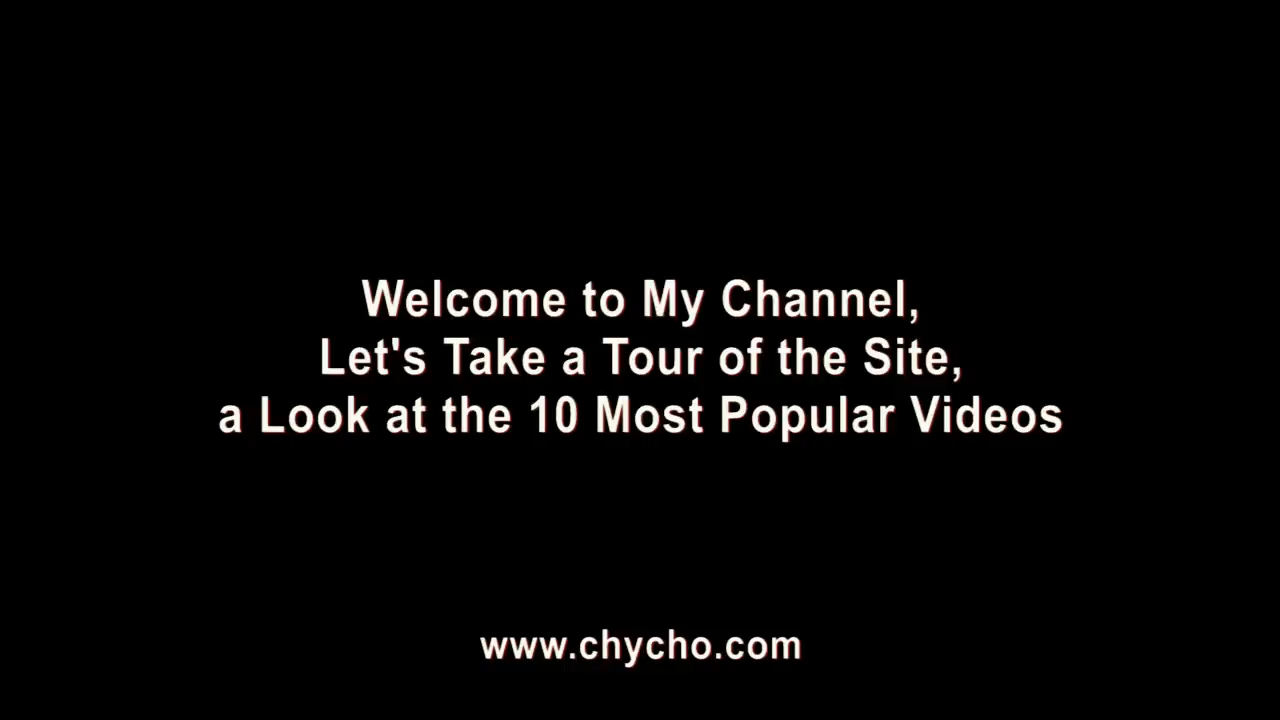 Welcome to My Channel,
Let's Take a Tour of the Site,
a Look at the 10 Most Popular Videos
www.chycho.com